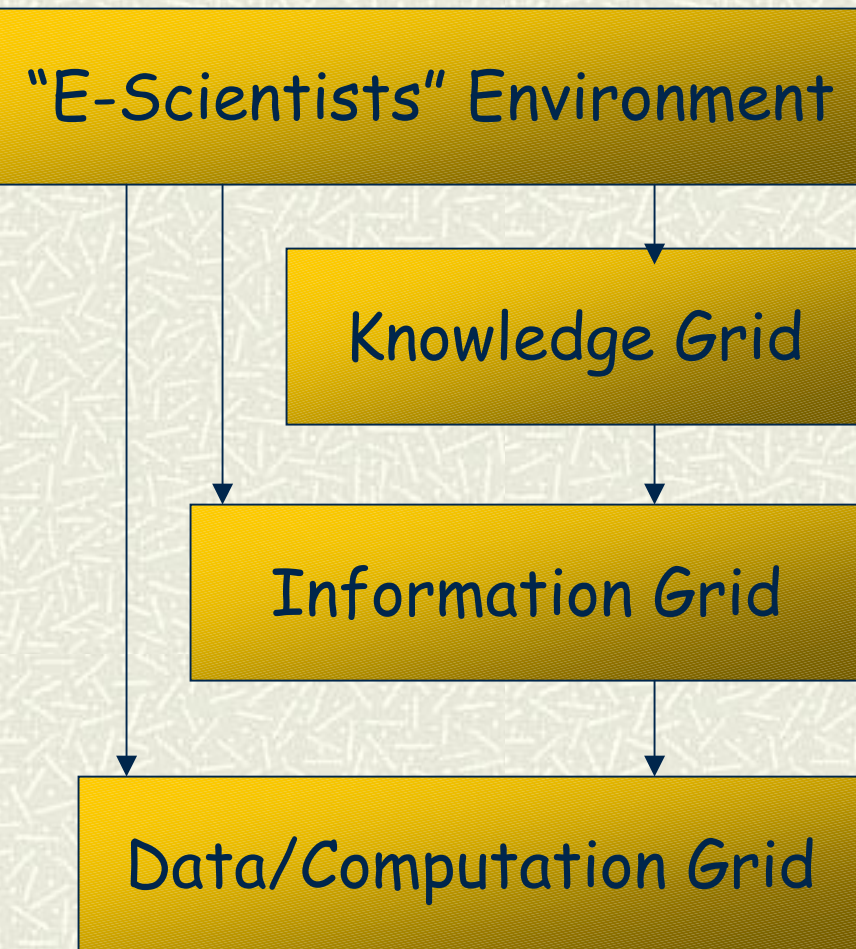 “E-Scientists” Environment
Knowledge Grid
Information Grid
Data/Computation Grid